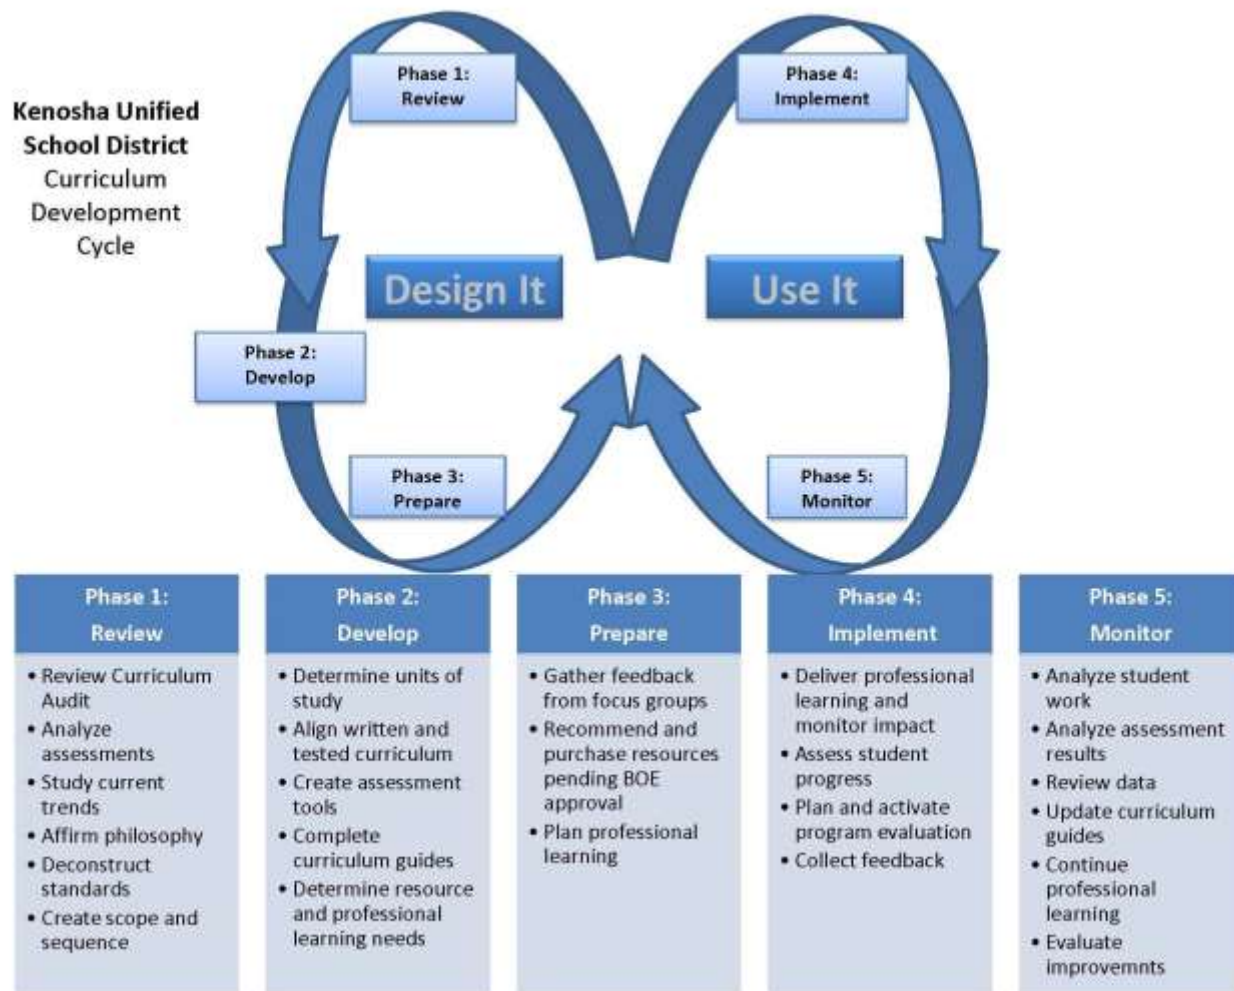 Kenosha Unified
School District
Curriculum
Development
Cycle
Phase 1:
Review
Phase 4:
Implement
Design It
Use It
Phase 2:
Develop
Phase 3:
Prepare
Phase 5:
Monitor
Phase 1:
Review
• Review Curriculum
Audit
• Analyze
assessments
• Study current
trends
• Affirm philosophy
• Deconstruct
standards
• Create scope and
sequence
Phase 2:
Develop
• Determine units of
study
• Align written and
tested curriculum
• Create assessment
tools
• Complete
curriculum guides
• Determine resource
and professional
learning needs
Phase 3:
Prepare
• Gather feedback
from focus groups
• Recommend and
purchase resources
pending BOE
approval
• Plan professional
learning
Phase 4:
Implement
• Deliver professional
learning and
monitor impact
• Assess student
progress
• Plan and activate
program evaluation
• Collect feedback
Phase 5:
Monitor
• Analyze student
work
• Analyze assessment
results
• Review data
• Update curriculum
guides
• Continue
professional
learning
• Evaluate
improvemnts